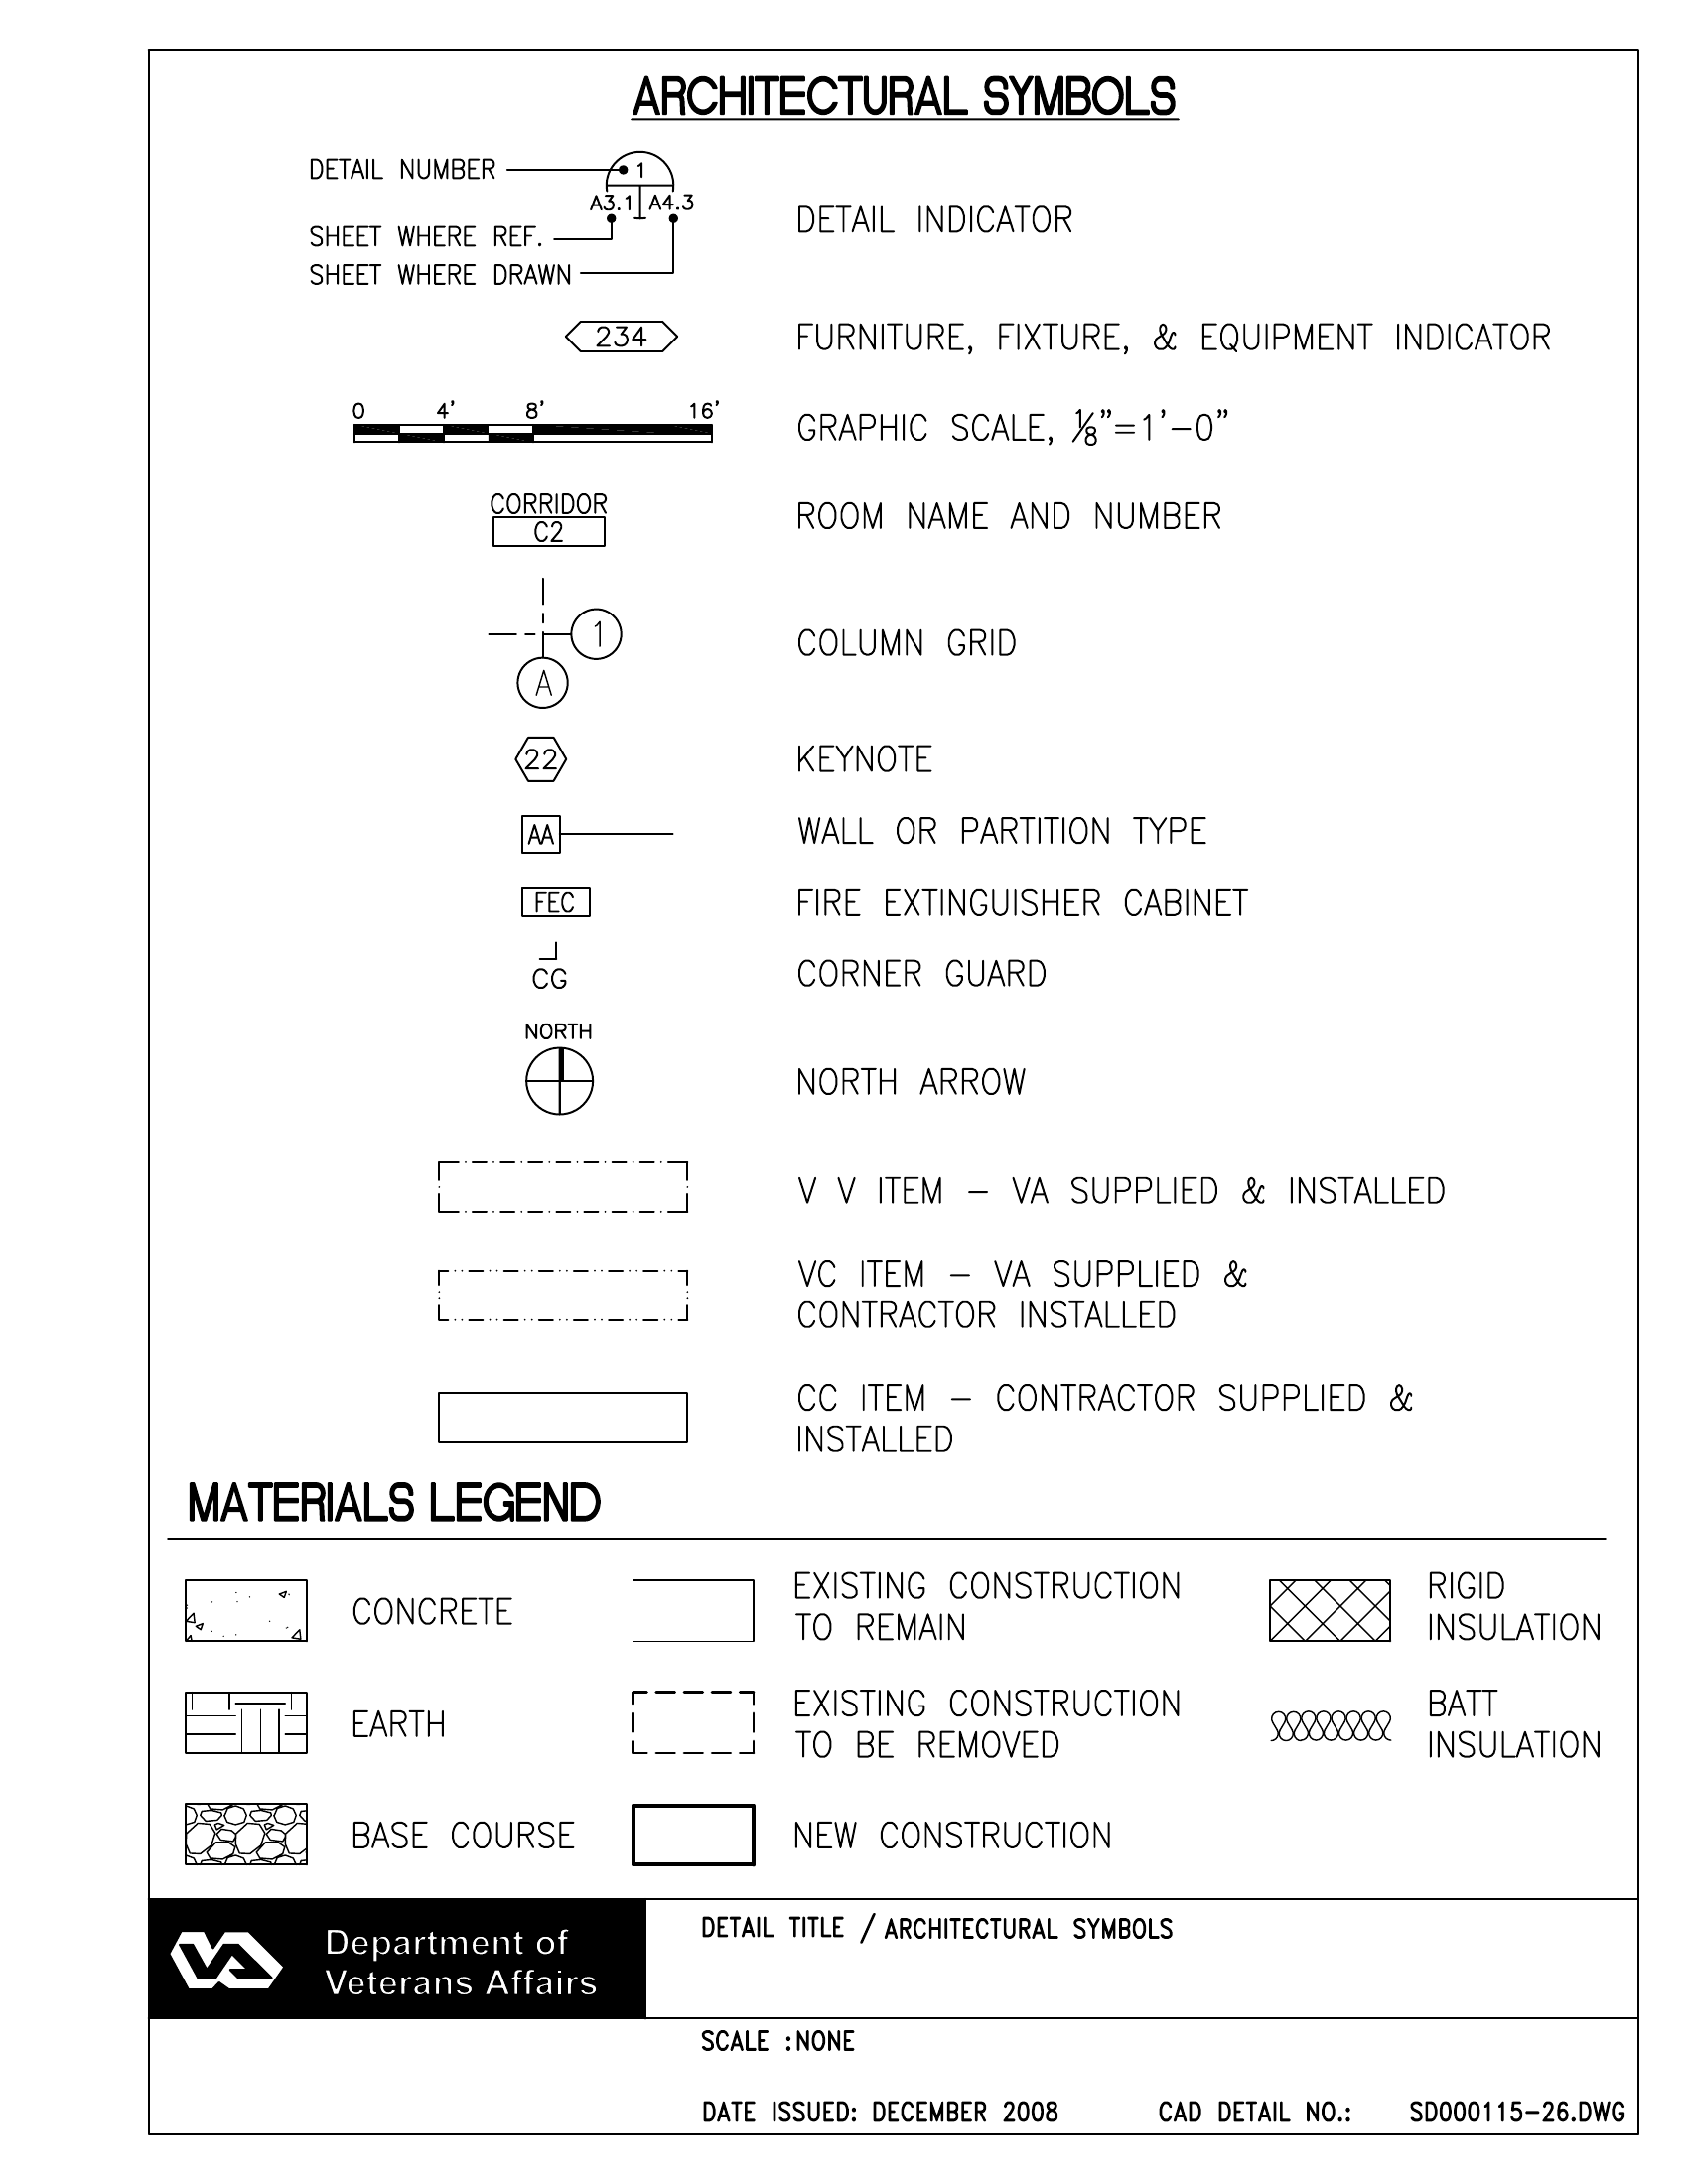 ARCHITECTURAL SYMBOLS
DETAIL NUMBER
1
A3.1 A4.3
SHEET WHERE REF.
SHEET WHERE DRAWN
DETAIL INDICATOR
234
FURNITURE, FIXTURE, & EQUIPMENT INDICATOR
0 4' 8' 16'
GRAPHIC SCALE, ⅛"=1'-0"
CORRIDOR
C2
ROOM NAME AND NUMBER
1
A
COLUMN GRID
22
KEYNOTE
AA
WALL OR PARTITION TYPE
FEC
FIRE EXTINGUISHER CABINET
CG
CORNER GUARD
NORTH
NORTH ARROW
V V ITEM - VA SUPPLIED & INSTALLED
VC ITEM - VA SUPPLIED &
CONTRACTOR INSTALLED
CC ITEM - CONTRACTOR SUPPLIED &
INSTALLED
MATERIALS LEGEND
CONCRETE
EXISTING CONSTRUCTION
TO REMAIN
RIGID
INSULATION
EARTH
EXISTING CONSTRUCTION
TO BE REMOVED
BATT
INSULATION
BASE COURSE
NEW CONSTRUCTION
VA
Department of
Veterans Affairs
DETAIL TITLE / ARCHITECTURAL SYMBOLS
SCALE :NONE
DATE ISSUED: DECEMBER 2008
CAD DETAIL NO.: SD000115-26.DWG